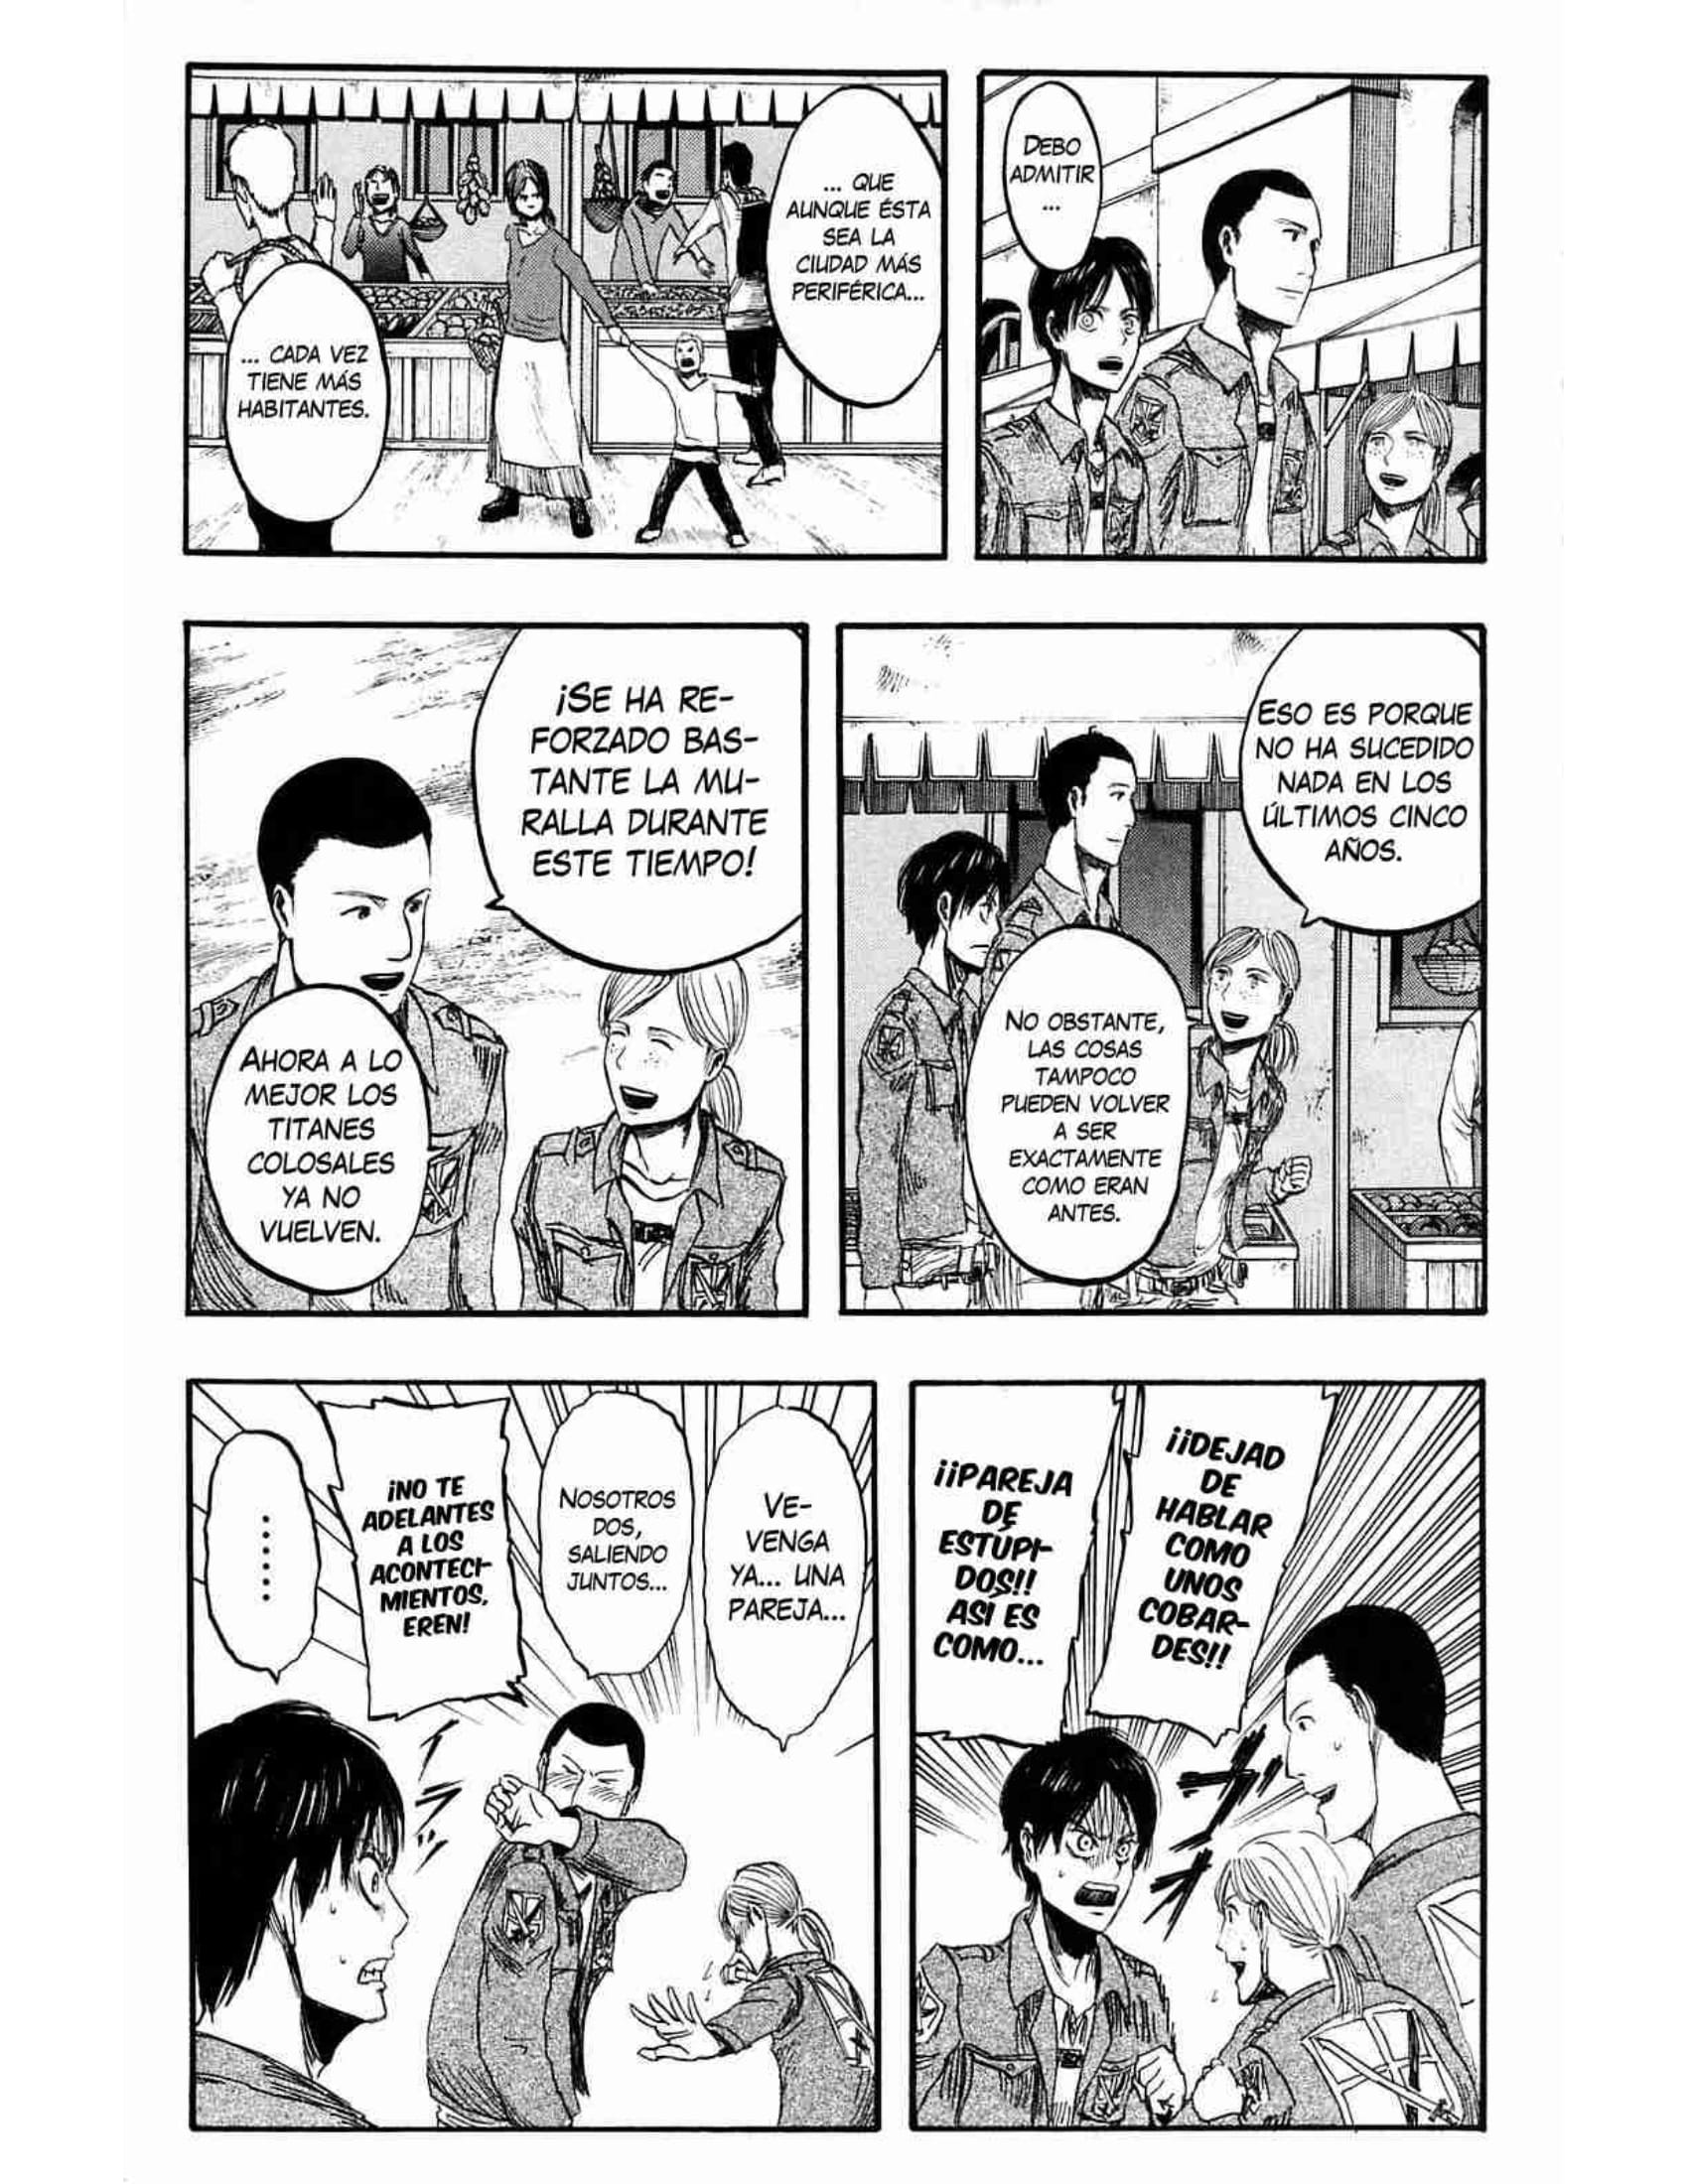 DEBO
ADMITIR
...
... QUE
AUNQUE ÉSTA
SEA LA
CIUDAD MÁS
PERIFÉRICA...
... CADA VEZ
TIENE MÁS
HABITANTES.
ESO ES PORQUE
NO HA SUCEDIDO
NADA EN LOS
ÚLTIMOS CINCO
AÑOS.
NO OBSTANTE,
LAS COSAS
TAMPOCO
PUEDEN VOLVER
A SER
EXACTAMENTE
COMO ERAN
ANTES.
¡SE HA RE-
FORZADO BAS-
TANTE LA MU-
RALLA DURANTE
ESTE TIEMPO!
AHORA A LO
MEJOR LOS
TITANES
COLOSALES
YA NO
VUELVEN.
¡¡DEJAD
DE
HABLAR
COMO
UNOS
COBAR-
DES!!
¡¡PAREJA
DE
ESTÚPI-
DOS!!
ASÍ ES
COMO...
VE-
VENGA
YA... UNA
PAREJA...
NOSOTROS
DOS,
SALIENDO
JUNTOS...
¡NO TE
ADELANTES
A LOS
ACONTECI-
MIENTOS,
EREN!
......